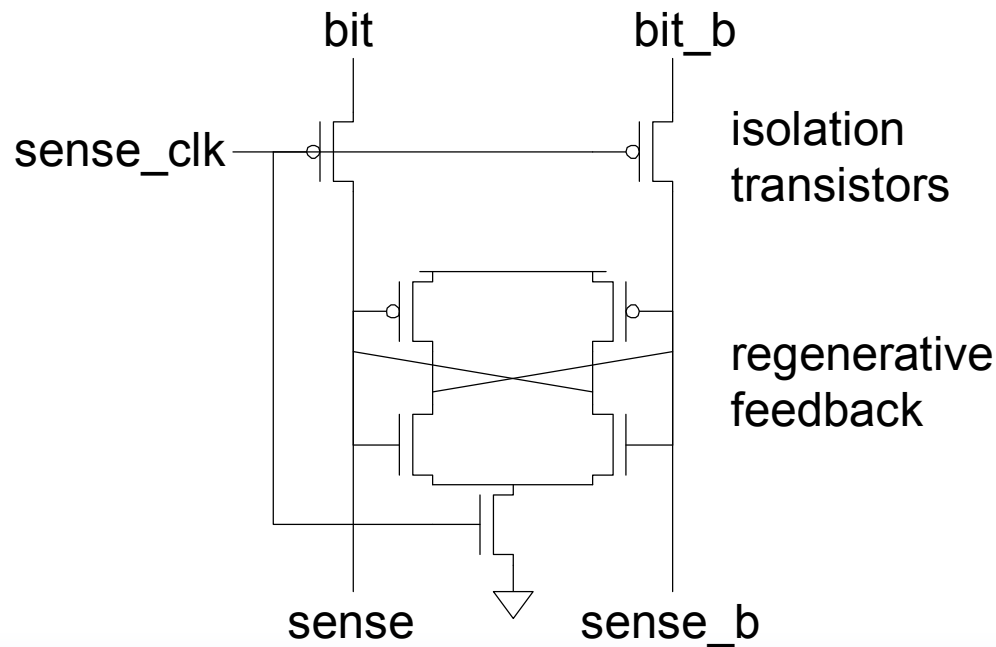 bit
bit_b
sense_clk
isolation
transistors
regenerative
feedback
sense
sense_b